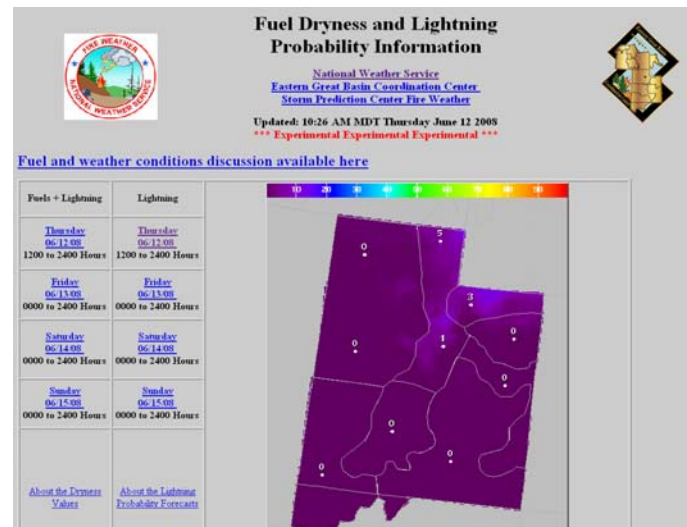 Fuel Dryness and Lightning
Probability Information
FIRE WEATHER
NATIONAL WEATHER SERVICE
National Weather Service
Eastern Great Basin Coordination Center
Storm Prediction Center Fire Weather
Updated: 10:26 AM MDT Thursday June 12 2008
*** Experimental Experimental Experimental ***
Fuel and weather conditions discussion available here
Fuels + Lightning
Lightning
Thursday
06/12/08
1200 to 2400 Hours
Thursday
06/12/08
1200 to 2400 Hours
Friday
06/13/08
0000 to 2400 Hours
Friday
06/13/08
0000 to 2400 Hours
Saturday
06/14/08
0000 to 2400 Hours
Saturday
06/14/08
0000 to 2400 Hours
Sunday
06/15/08
0000 to 2400 Hours
Sunday
06/15/08
0000 to 2400 Hours
About the Dryness
Values
About the Lightning
Probability Forecasts
10 20 30 40 50 60 70 80 90
5
0
3
0
1
0
0
0
0
0